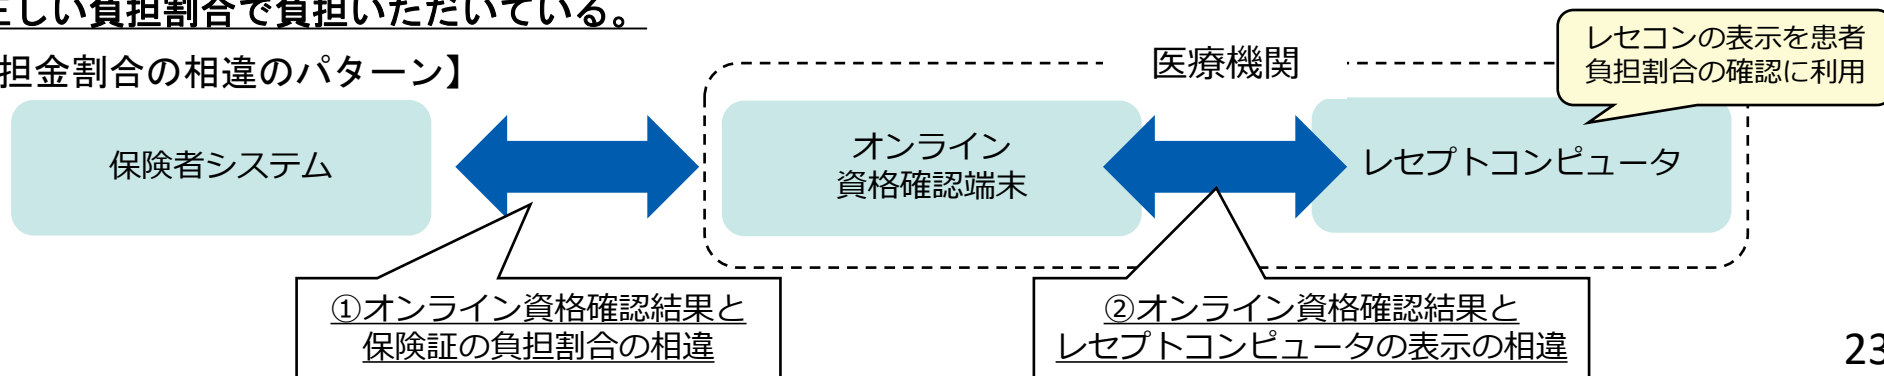 正しい負担割合で負担いただいている。
担金割合の相違のパターン】
医療機関
レセコンの表示を患者
負担割合の確認に利用
保険者システム
オンライン
資格確認端末
レセプトコンピュータ
①オンライン資格確認結果と
保険証の負担割合の相違
②オンライン資格確認結果と
レセプトコンピュータの表示の相違
23